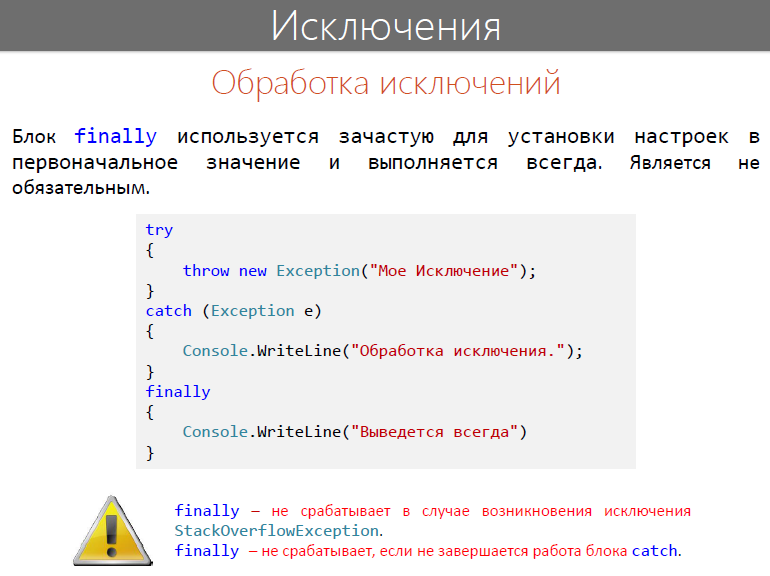 Исключения
Обработка исключений
Блок finally используется зачастую для установки настроек в
первоначальное значение и выполняется всегда. Является не
обязательным.
try
{
    throw new Exception("Мое Исключение");
}
catch (Exception e)
{
    Console.WriteLine("Обработка исключения.");
}
finally
{
    Console.WriteLine("Выведется всегда")
}
finally – не срабатывает в случае возникновения исключения
StackOverflowException.
finally – не срабатывает, если не завершается работа блока catch.